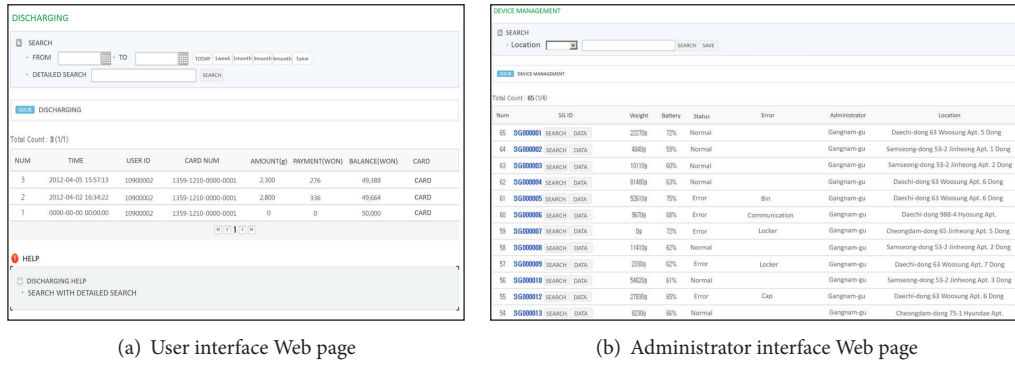 DISCHARGING
SEARCH
· FROM · TO TODAY 1week 1month 3month 6month 1year
· DETAILED SEARCH SEARCH
ISSUE DISCHARGING
Total Count : 3 (1/1)
NUM TIME USER ID CARD NUM AMOUNT(g) PAYMENT(WON) BALANCE(WON) CARD
3 2012-04-05 15:57:13 10900002 1359-1210-0000-0001 2,300 276 49,388 CARD
2 2012-04-02 16:34:22 10900002 1359-1210-0000-0001 2,800 336 49,664 CARD
1 0000-00-00 00:00:00 10900002 1359-1210-0000-0001 0 0 50,000 CARD
1
HELP
DISCHARGING HELP
· SEARCH WITH DETAILED SEARCH
(a) User interface Web page
DEVICE MANAGEMENT
SEARCH
· Location SEARCH SAVE
ISSUE DEVICE MANAGEMENT
Total Count : 65 (1/4)
Num SG ID Weight Battery Status Error Administrator Location
65 SG000001 SEARCH DATA 22270g 72% Normal Gangnam-gu Daechi-dong 63 Woosung Apt. 5 Dong
64 SG000002 SEARCH DATA 4840g 59% Normal Gangnam-gu Samseong-dong 53-2 Jinheong Apt. 1 Dong
63 SG000003 SEARCH DATA 10110g 60% Normal Gangnam-gu Samseong-dong 53-2 Jinheong Apt. 2 Dong
62 SG000004 SEARCH DATA 81480g 63% Normal Gangnam-gu Daechi-dong 63 Woosung Apt. 6 Dong
61 SG000005 SEARCH DATA 52610g 75% Error Bin Gangnam-gu Daechi-dong 63 Woosung Apt. 6 Dong
60 SG000006 SEARCH DATA 9670g 68% Error Communication Gangnam-gu Daechi-dong 988-4 Hyosung Apt.
59 SG000007 SEARCH DATA 0g 72% Error Locker Gangnam-gu Cheongdam-dong 65 Jinheong Apt. 5 Dong
58 SG000008 SEARCH DATA 11410g 62% Normal Gangnam-gu Samseong-dong 53-2 Jinheong Apt. 2 Dong
57 SG000009 SEARCH DATA 2330g 62% Error Locker Gangnam-gu Daechi-dong 63 Woosung Apt. 7 Dong
56 SG000010 SEARCH DATA 54620g 61% Normal Gangnam-gu Samseong-dong 53-2 Jinheong Apt. 3 Dong
55 SG000012 SEARCH DATA 27830g 65% Error Cap Gangnam-gu Daechi-dong 63 Woosung Apt. 6 Dong
54 SG000013 SEARCH DATA 8230g 66% Normal Gangnam-gu Cheongdam-dong 75-1 Hyundae Apt.
(b) Administrator interface Web page